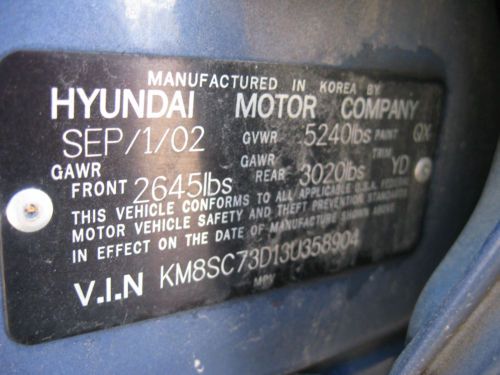 MANUFACTURED IN KOREA BY
HYUNDAI MOTOR COMPANY
SEP/1/02 GVWR 5240lbs PAINT QX
GAWR FRONT 2645lbs GAWR REAR 3020lbs TRIM YD
THIS VEHICLE CONFORMS TO ALL APPLICABLE U.S.A. FEDERAL
MOTOR VEHICLE SAFETY AND THEFT PREVENTION STANDARDS
IN EFFECT ON THE DATE OF MANUFACTURE SHOWN ABOVE
V.I.N KM8SC73D13U358904
MPV